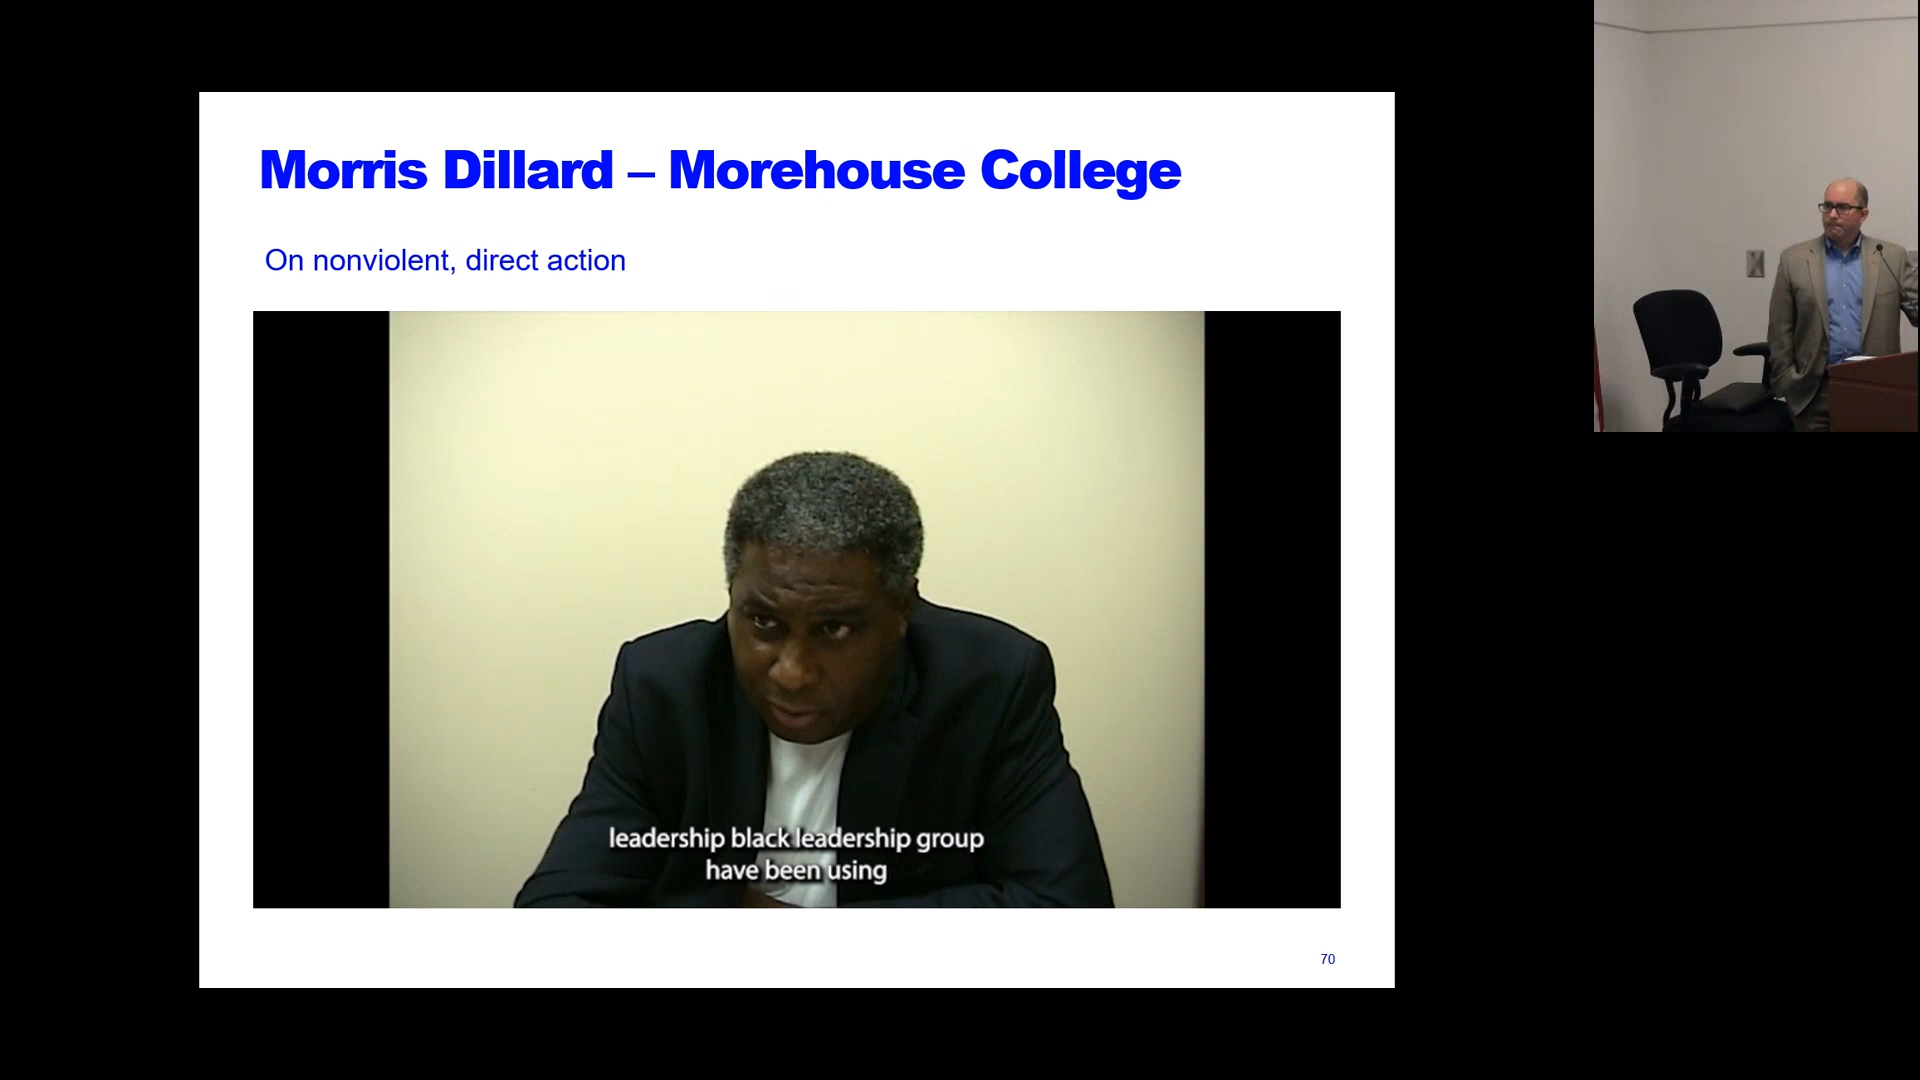 Morris Dillard – Morehouse College
On nonviolent, direct action
leadership black leadership group
have been using
70